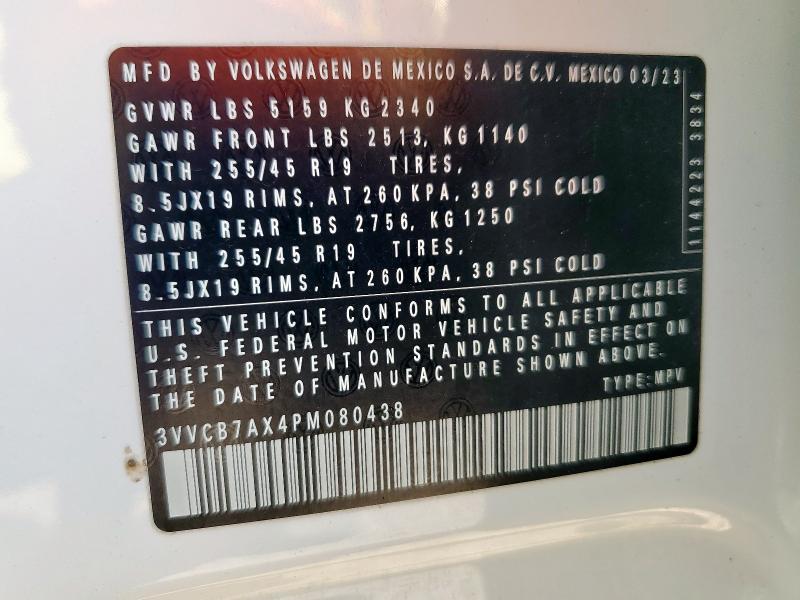 MFD BY VOLKSWAGEN DE MEXICO S.A. DE C.V. MEXICO 03/23
GVWR LBS 5159 KG 2340
GAWR FRONT LBS 2513, KG 1140
WITH 255/45 R19 TIRES,
8.5JX19 RIMS, AT 260 KPA, 38 PSI COLD
GAWR REAR LBS 2756, KG 1250
WITH 255/45 R19 TIRES,
8.5JX19 RIMS, AT 260 KPA, 38 PSI COLD
1144223 3834
THIS VEHICLE CONFORMS TO ALL APPLICABLE
U.S. FEDERAL MOTOR VEHICLE SAFETY AND
THEFT PREVENTION STANDARDS IN EFFECT ON
THE DATE OF MANUFACTURE SHOWN ABOVE.
TYPE: MPV
3VVCB7AX4PM080438